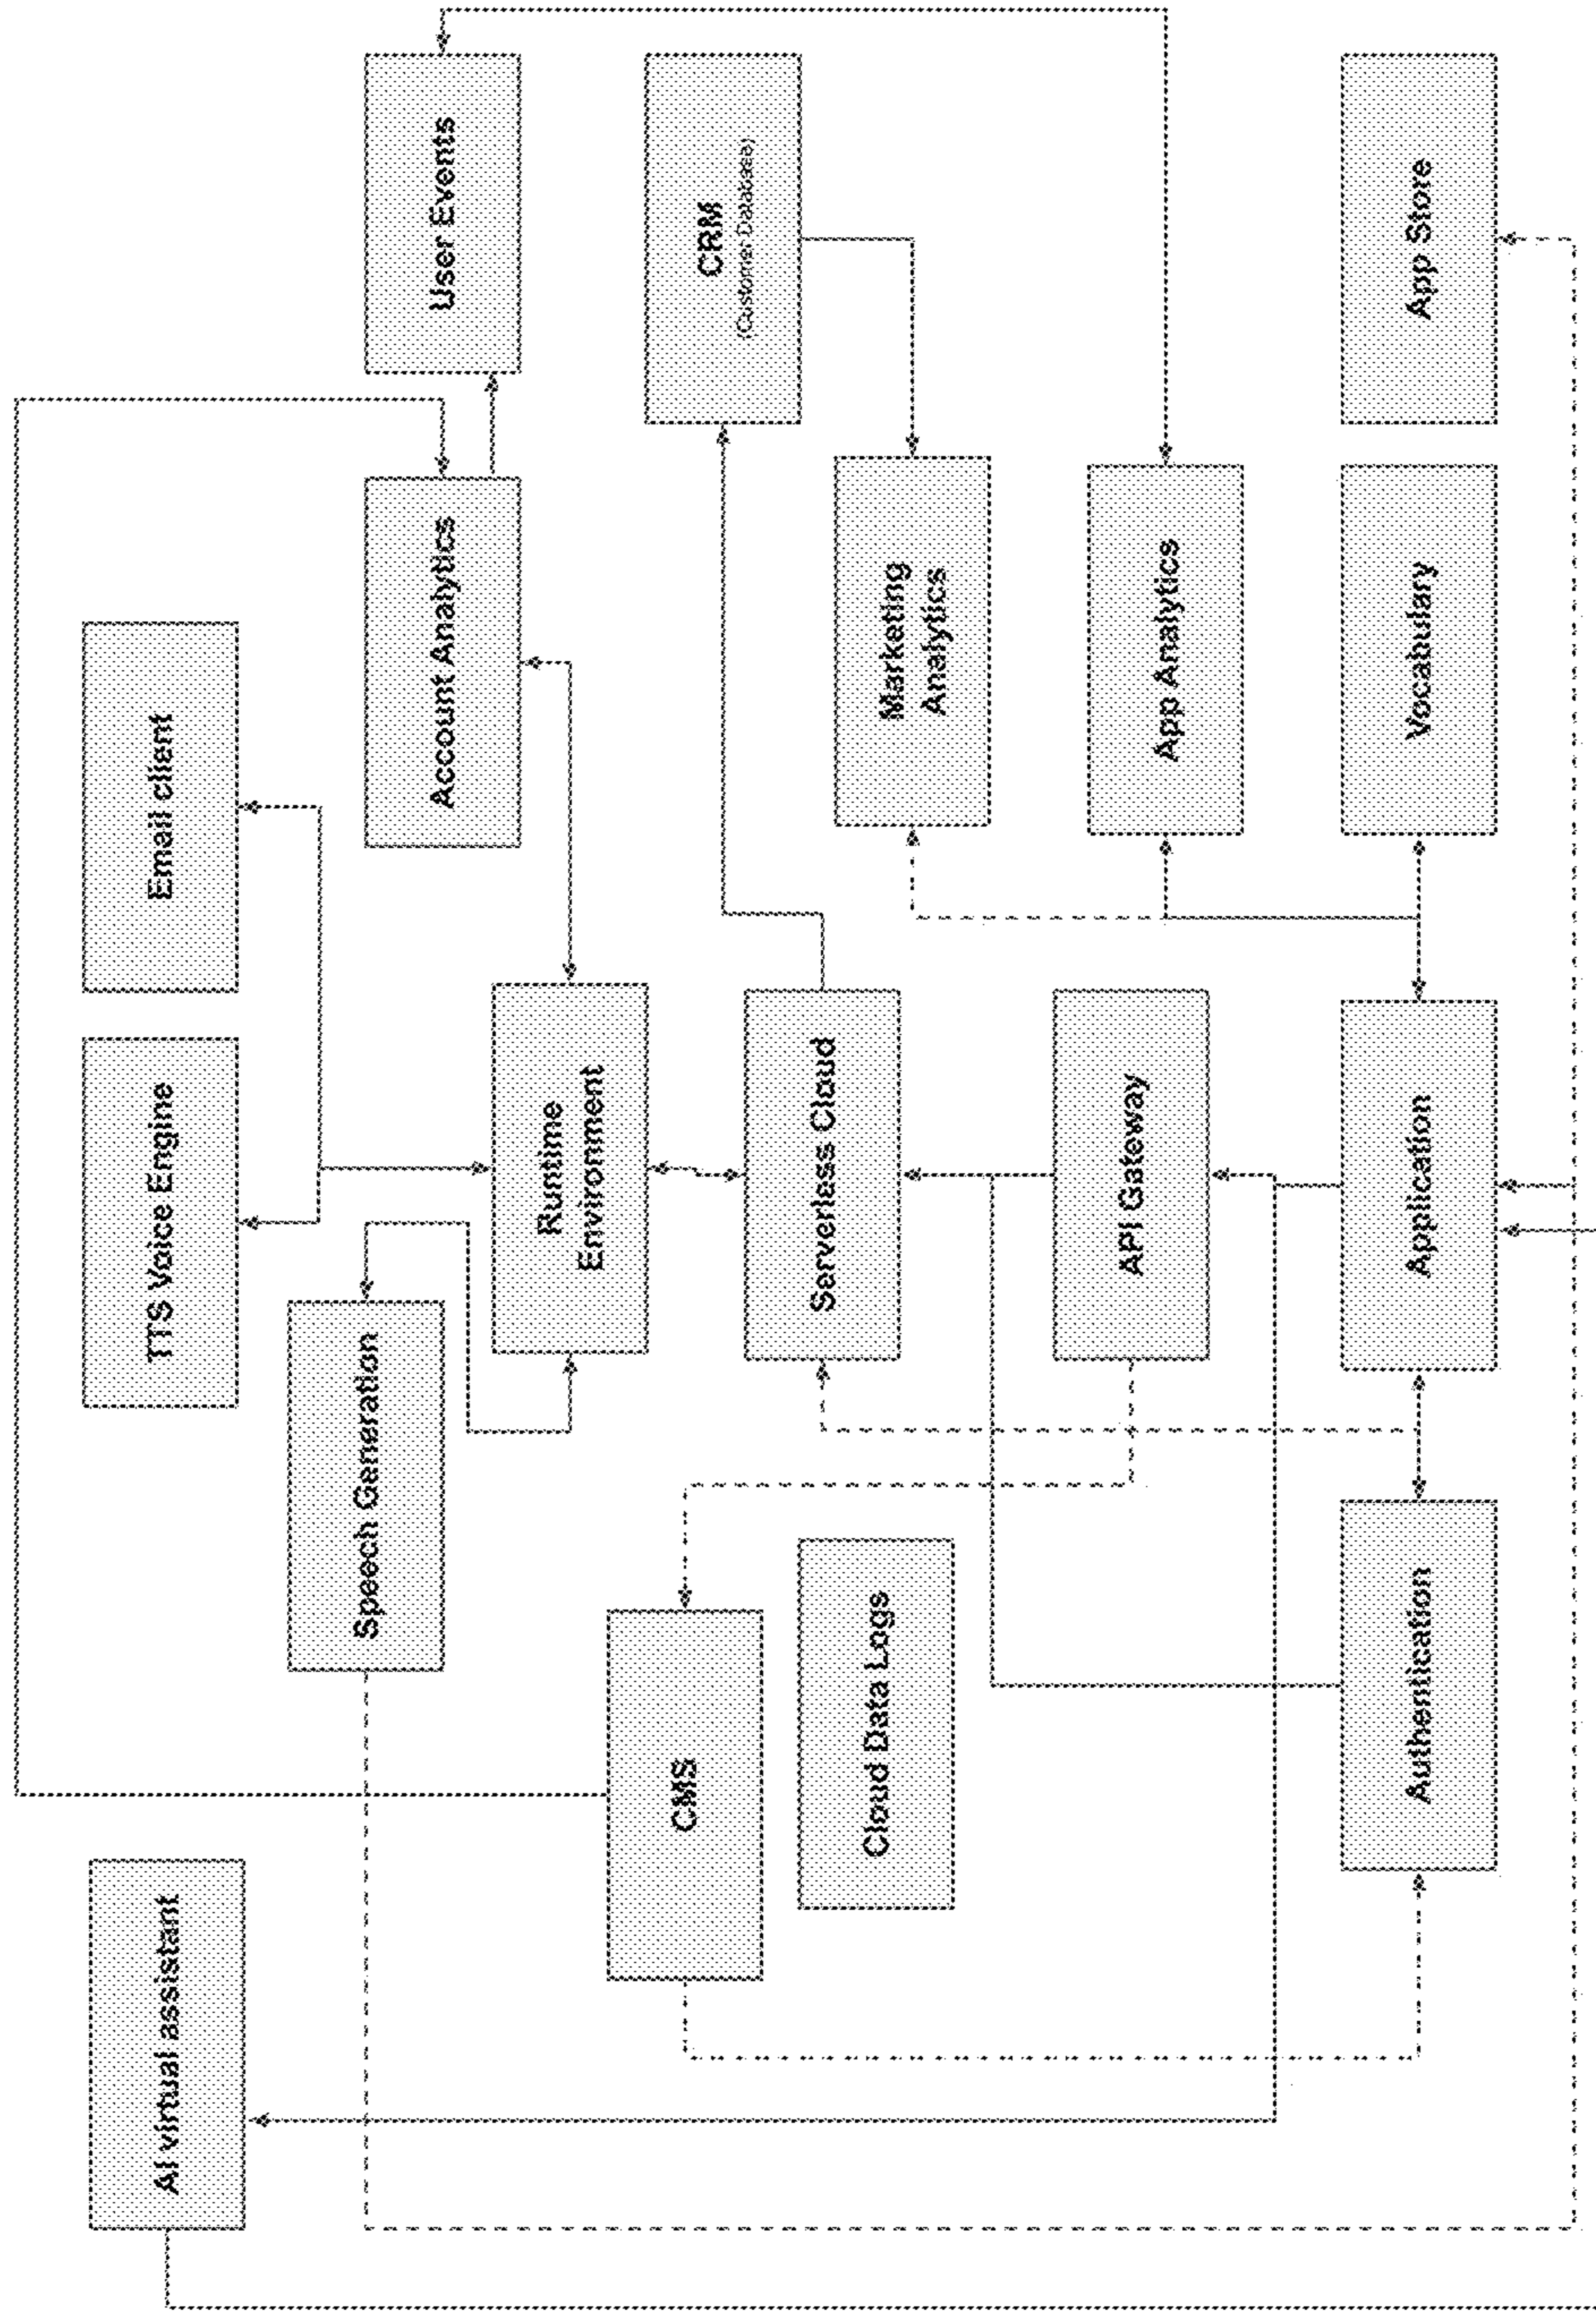 AI virtual assistant
TTS Voice Engine
Email client
Speech Generation
Account Analytics
User Events
Runtime
Environment
CMS
Serverless Cloud
CRM
(Customer Database)
Cloud Data Logs
Marketing
Analytics
API Gateway
App Analytics
Authentication
Application
Vocabulary
App Store